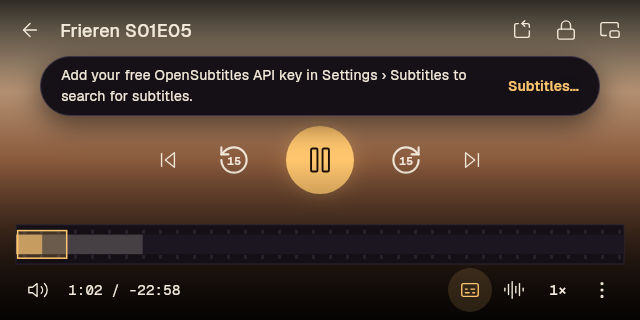 Frieren S01E05
Add your free OpenSubtitles API key in Settings › Subtitles to
search for subtitles.
Subtitles…
15
15
1:02 / -22:58
1×